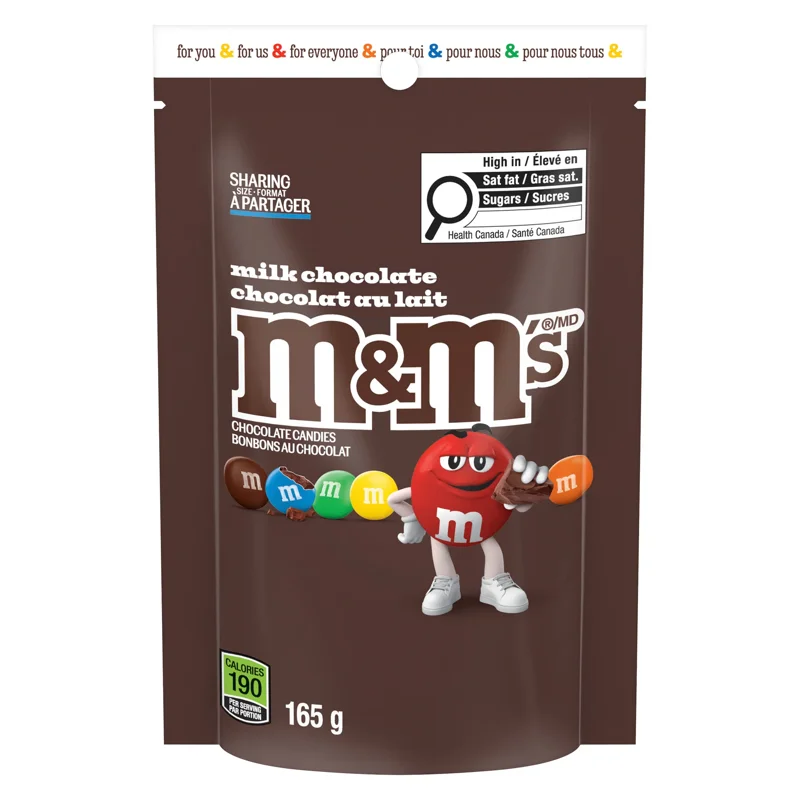 for you & for us & for everyone & pour toi & pour nous & pour nous tous &
SHARING
SIZE · FORMAT
À PARTAGER
High in / Élevé en
Sat fat / Gras sat.
Sugars / Sucres
Health Canada / Santé Canada
milk chocolate
chocolat au lait
m&m's ®/MD
CHOCOLATE CANDIES
BONBONS AU CHOCOLAT
m m m m m m
CALORIES
190
PER SERVING
PAR PORTION
165 g